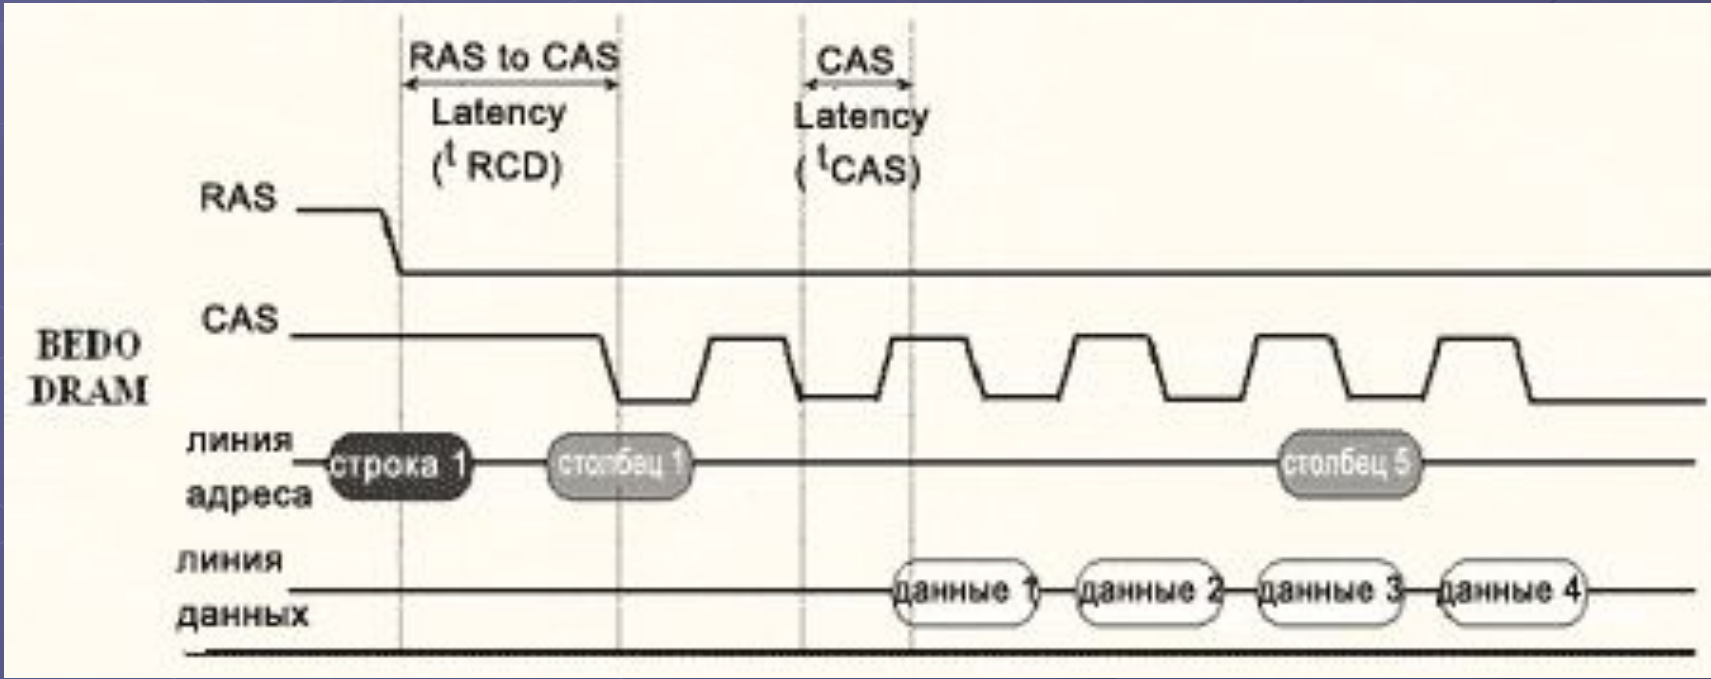 RAS to CAS
Latency
(t RCD)
CAS
Latency
(tCAS)
RAS
CAS
BEDO
DRAM
линия
адреса
строка 1
столбец 1
столбец 5
линия
данных
данные 1
данные 2
данные 3
данные 4